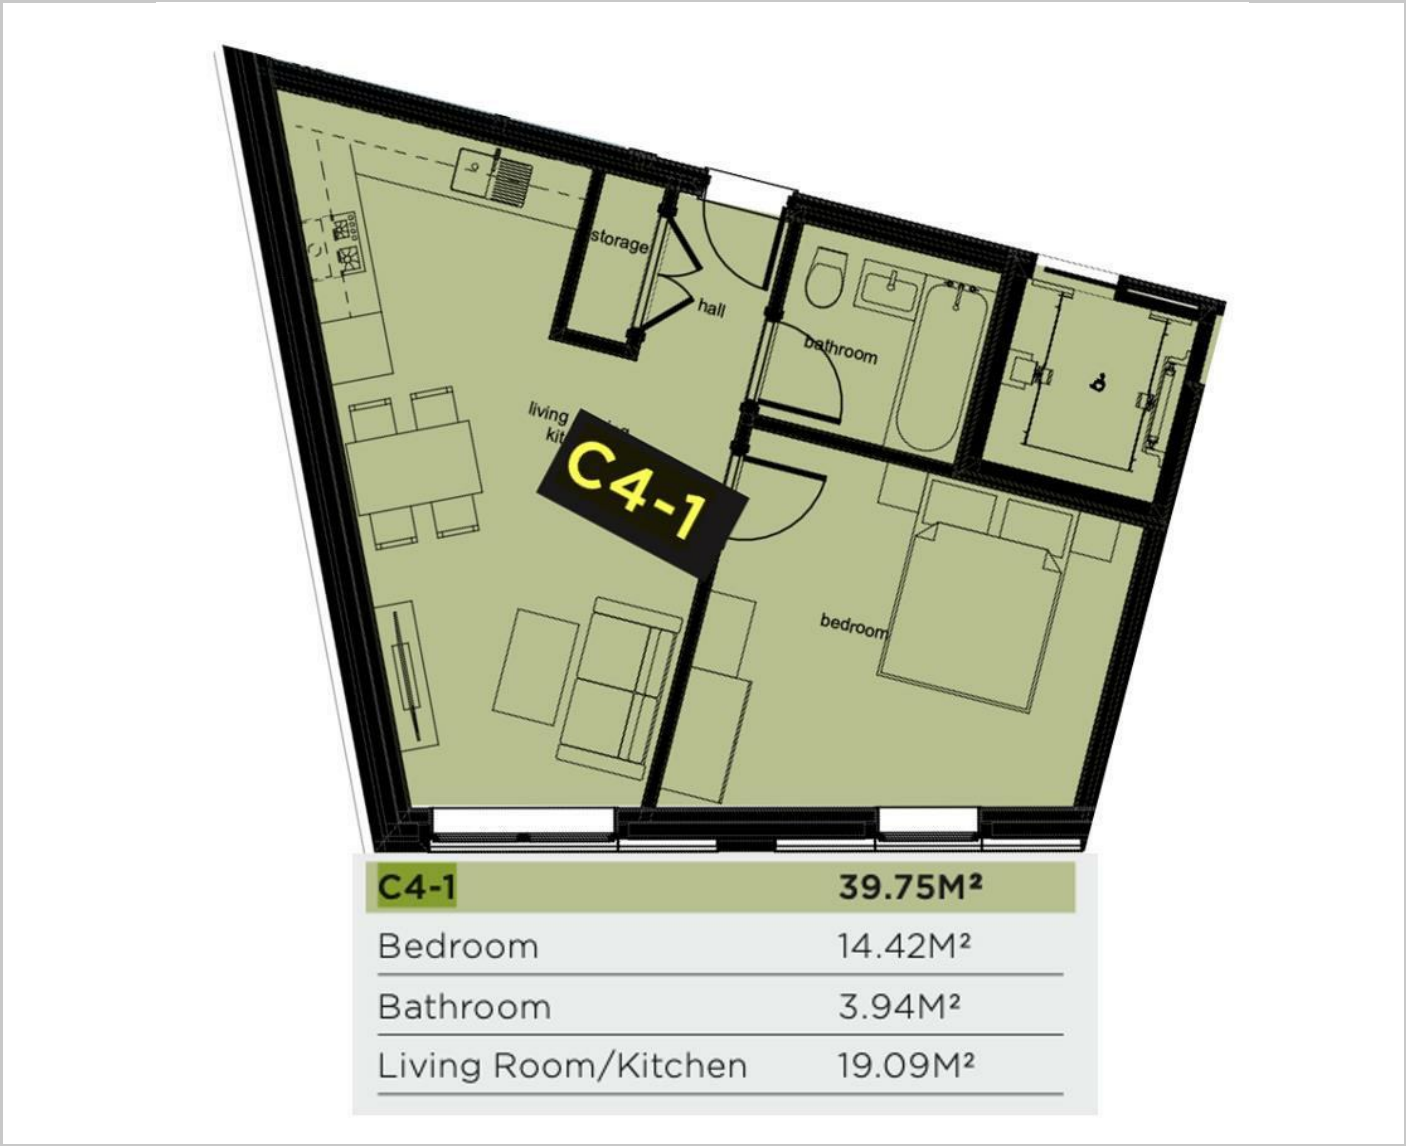 storage
hall
bathroom
living
C4-1
bedroom
C4-1 39.75M²
Bedroom 14.42M²
Bathroom 3.94M²
Living Room/Kitchen 19.09M²